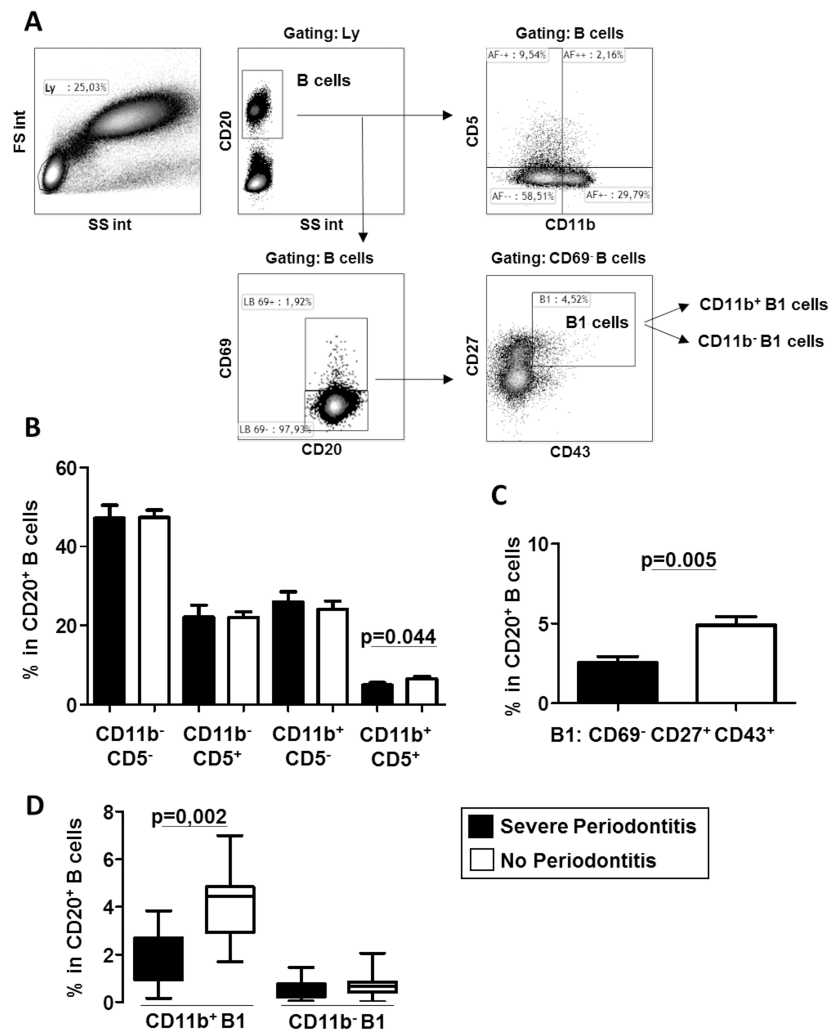 A
Gating: Ly
Gating: B cells
FS int
Ly : 25,03%
SS int
CD20
B cells
SS int
CD5
AF-+ : 9,54%
AF++ : 2,16%
AF-- : 58,51%
AF+- : 29,79%
CD11b
Gating: B cells
Gating: CD69- B cells
CD69
LB 69+ : 1,92%
LB 69- : 97,93%
CD20
CD27
B1 : 4,52%
B1 cells
CD43
CD11b+ B1 cells
CD11b- B1 cells
B
% in CD20+ B cells
60
40
20
0
p=0.044
CD11b- CD11b- CD11b+ CD11b+
CD5- CD5+ CD5- CD5+
C
% in CD20+ B cells
10
5
0
p=0.005
B1: CD69- CD27+ CD43+
D
% in CD20+ B cells
8
6
4
2
0
p=0,002
CD11b+ B1
CD11b- B1
Severe Periodontitis
No Periodontitis